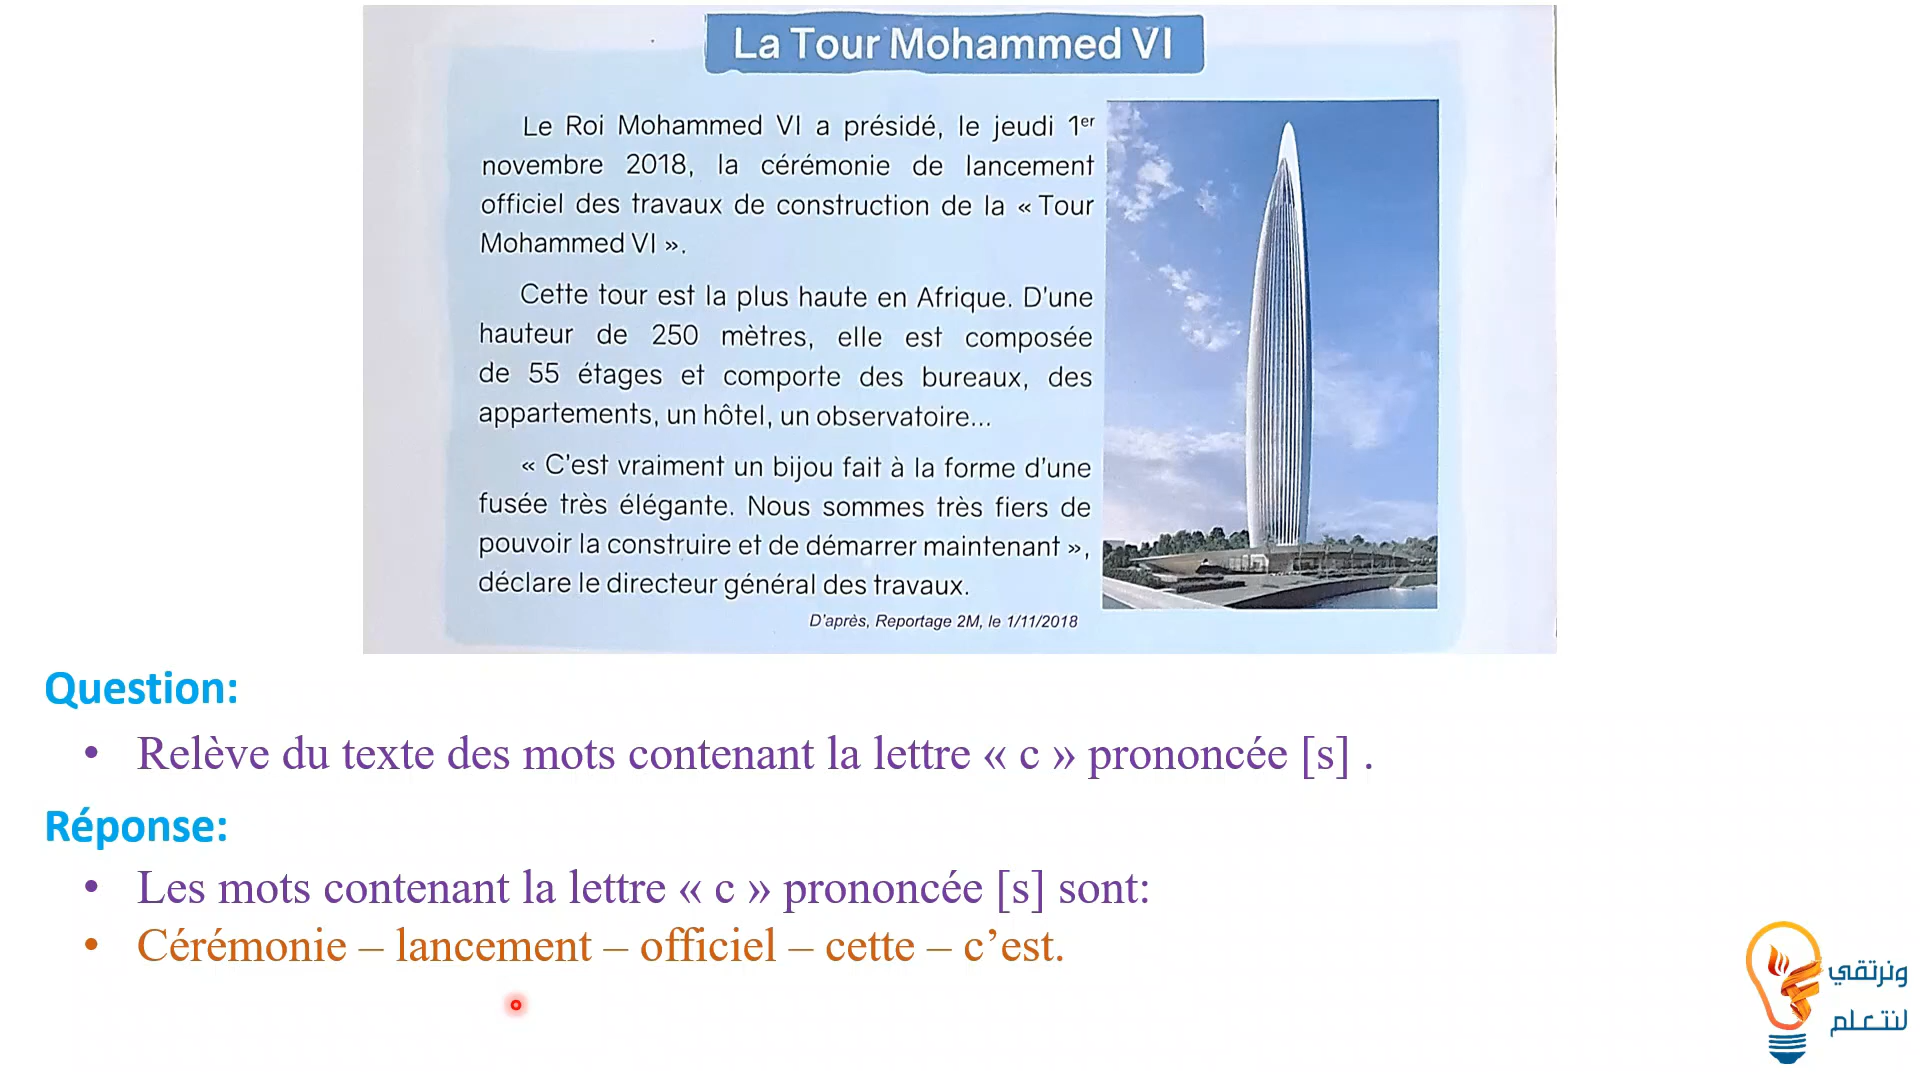 La Tour Mohammed VI
Le Roi Mohammed VI a présidé, le jeudi 1er
novembre 2018, la cérémonie de lancement
officiel des travaux de construction de la « Tour
Mohammed VI ».
Cette tour est la plus haute en Afrique. D'une
hauteur de 250 mètres, elle est composée
de 55 étages et comporte des bureaux, des
appartements, un hôtel, un observatoire...
« C'est vraiment un bijou fait à la forme d'une
fusée très élégante. Nous sommes très fiers de
pouvoir la construire et de démarrer maintenant »,
déclare le directeur général des travaux.
D'après, Reportage 2M, le 1/11/2018
Question:
• Relève du texte des mots contenant la lettre « c » prononcée [s] .
Réponse:
• Les mots contenant la lettre « c » prononcée [s] sont:
• Cérémonie – lancement – officiel – cette – c’est.
ونرتقي
لنتعلم